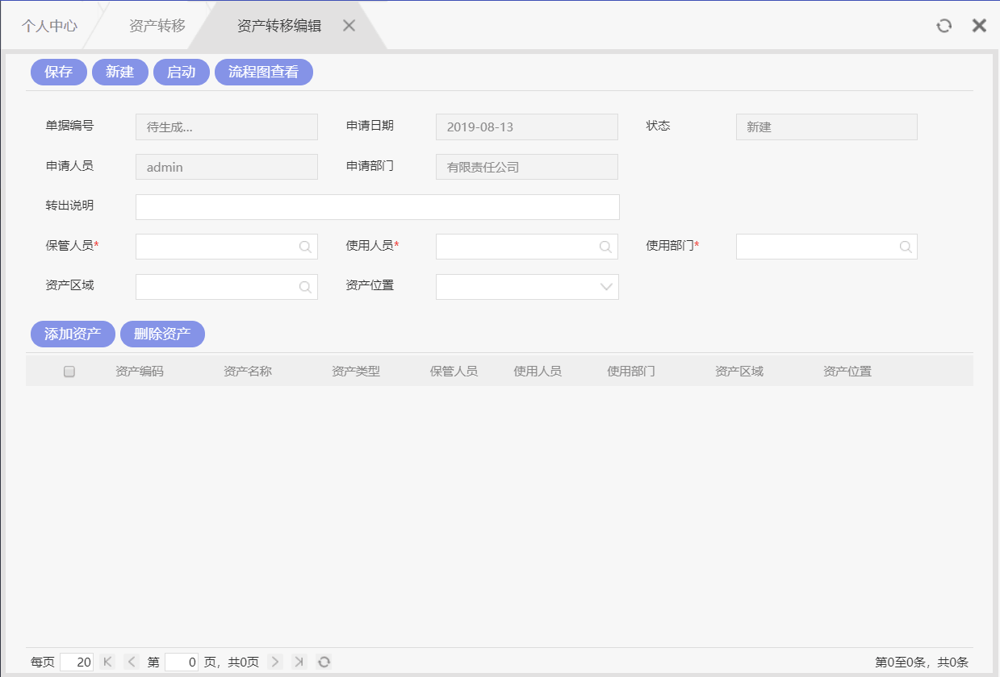 个人中心 资产转移 资产转移编辑
保存 新建 启动 流程图查看
单据编号 待生成... 申请日期 2019-08-13 状态 新建
申请人员 admin 申请部门 有限责任公司
转出说明
保管人员* 使用人员* 使用部门*
资产区域 资产位置
添加资产 删除资产
资产编码 资产名称 资产类型 保管人员 使用人员 使用部门 资产区域 资产位置
每页 20 第 0 页，共0页 第0至0条，共0条